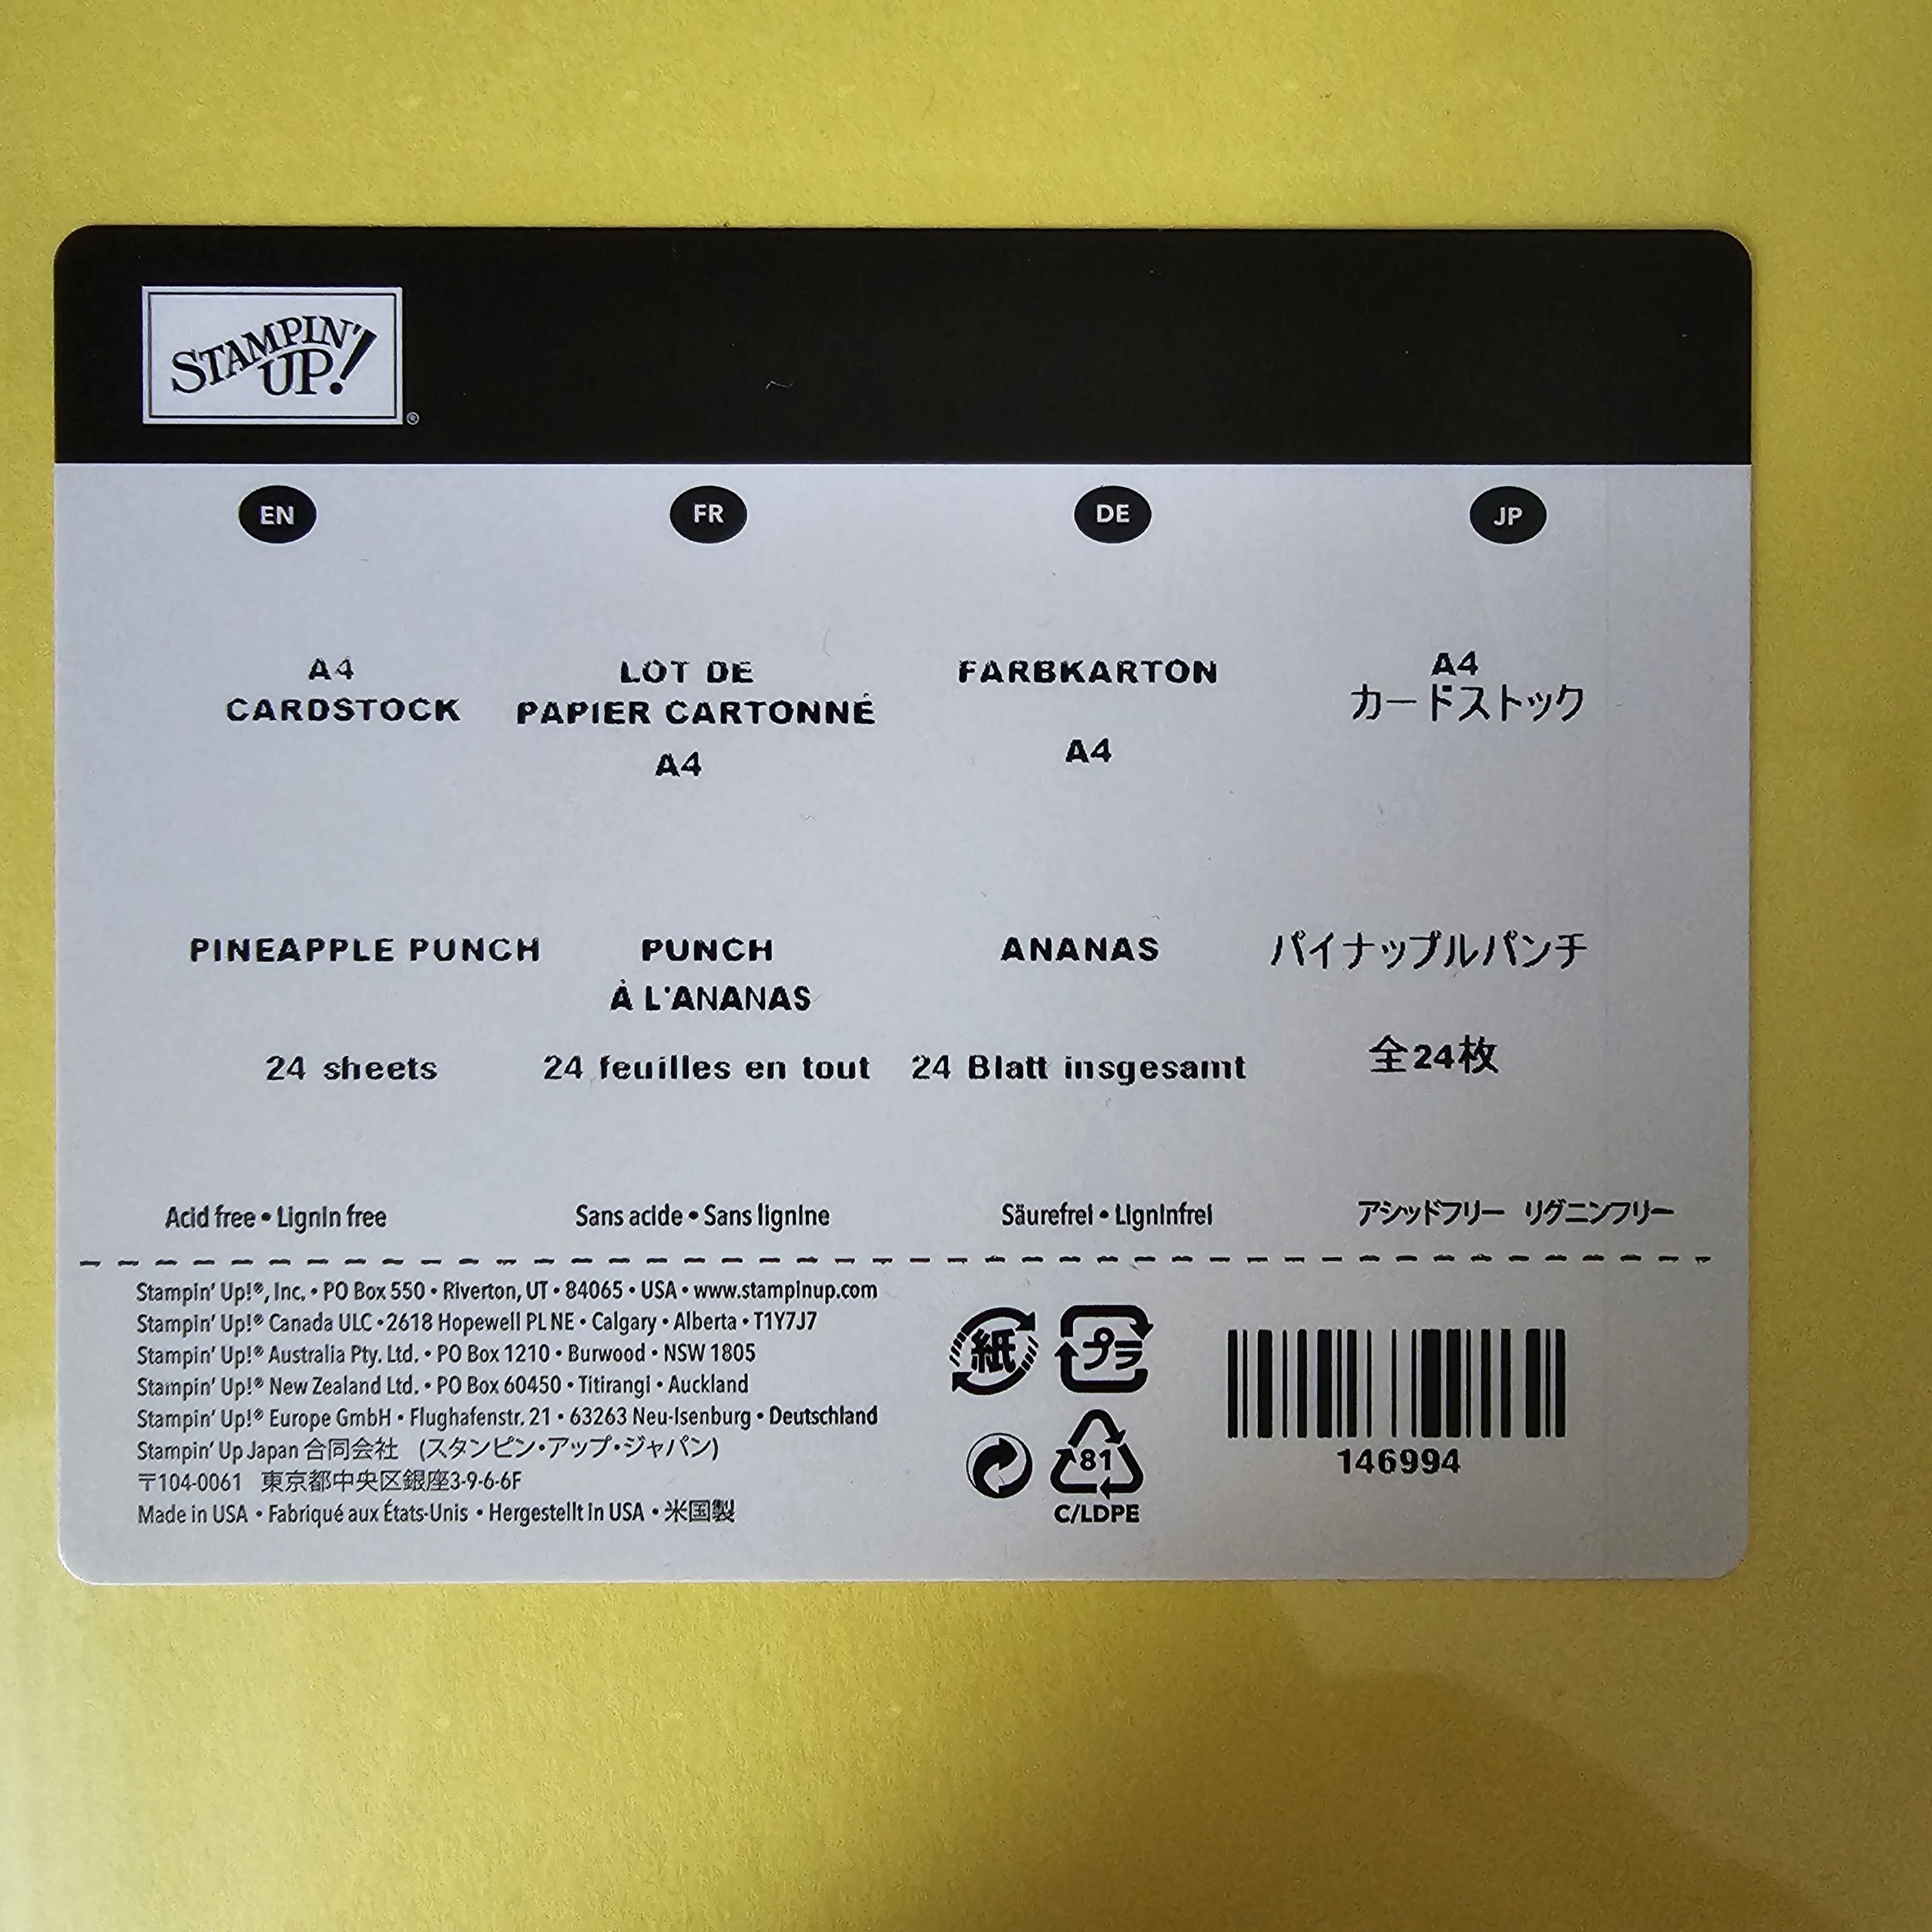 STAMPIN' UP!®
EN
FR
DE
JP
A4
CARDSTOCK
LOT DE
PAPIER CARTONNÉ
A4
FARBKARTON
A4
A4
カードストック
PINEAPPLE PUNCH
PUNCH
À L'ANANAS
ANANAS
パイナップルパンチ
24 sheets
24 feuilles en tout
24 Blatt insgesamt
全24枚
Acid free • Lignin free
Sans acide • Sans lignine
Säurefrei • Ligninfrei
アシッドフリー リグニンフリー
Stampin' Up!®, Inc. • PO Box 550 • Riverton, UT • 84065 • USA • www.stampinup.com
Stampin' Up!® Canada ULC • 2618 Hopewell PL NE • Calgary • Alberta • T1Y7J7
Stampin' Up!® Australia Pty. Ltd. • PO Box 1210 • Burwood • NSW 1805
Stampin' Up!® New Zealand Ltd. • PO Box 60450 • Titirangi • Auckland
Stampin' Up!® Europe GmbH • Flughafenstr. 21 • 63263 Neu-Isenburg • Deutschland
Stampin' Up Japan 合同会社 (スタンピン・アップ・ジャパン)
〒104-0061 東京都中央区銀座3-9-6-6F
Made in USA • Fabriqué aux États-Unis • Hergestellt in USA • 米国製
紙
プラ
81
C/LDPE
146994